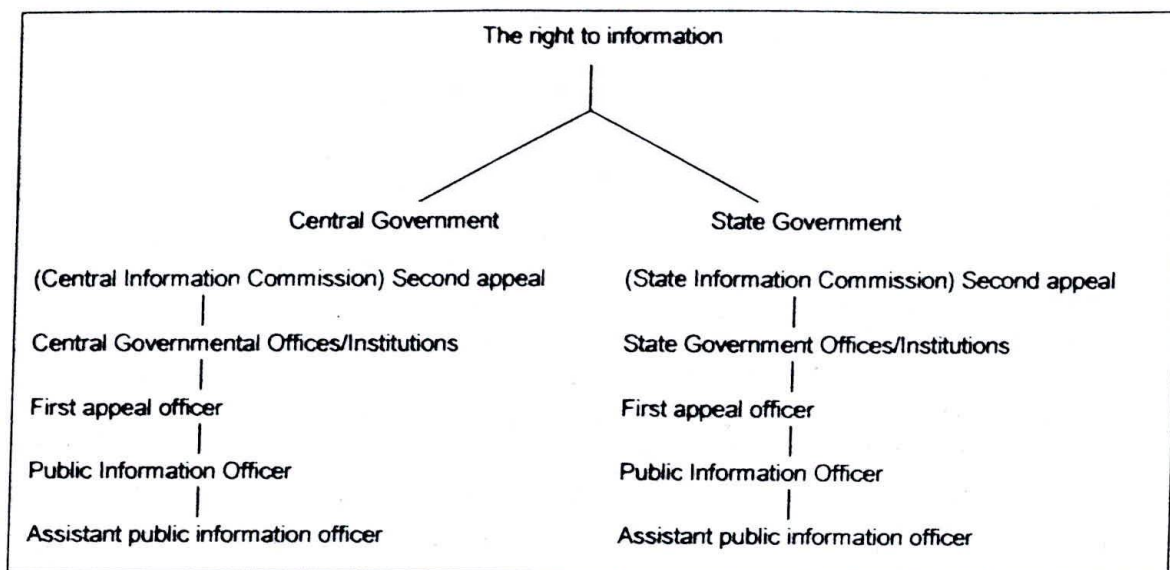 The right to information
Central Government
State Government
(Central Information Commission) Second appeal
(State Information Commission) Second appeal
Central Governmental Offices/Institutions
State Government Offices/Institutions
First appeal officer
First appeal officer
Public Information Officer
Public Information Officer
Assistant public information officer
Assistant public information officer